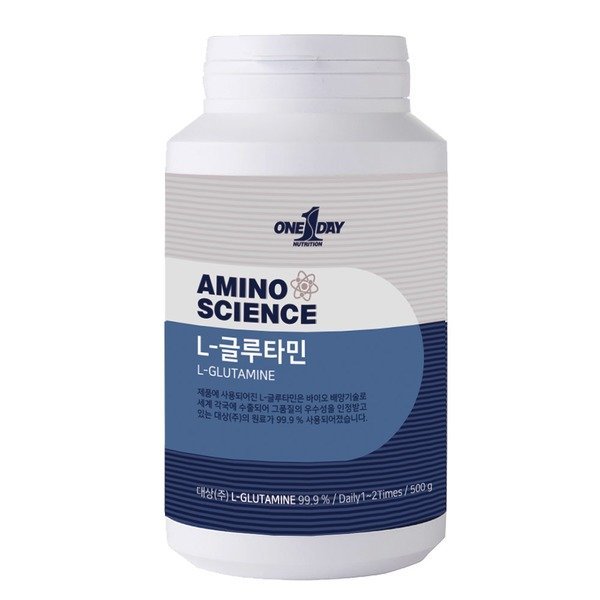 ONE 1 DAY
NUTRITION
AMINO
SCIENCE
L-글루타민
L-GLUTAMINE
제품에 사용되어진 L-글루타민은 바이오 배양기술로
세계 각국에 수출되어 그품질의 우수성을 인정받고
있는 대상(주)의 원료가 99.9 % 사용되어졌습니다.
대상(주) L-GLUTAMINE 99.9 % / Daily1~2Times / 500 g